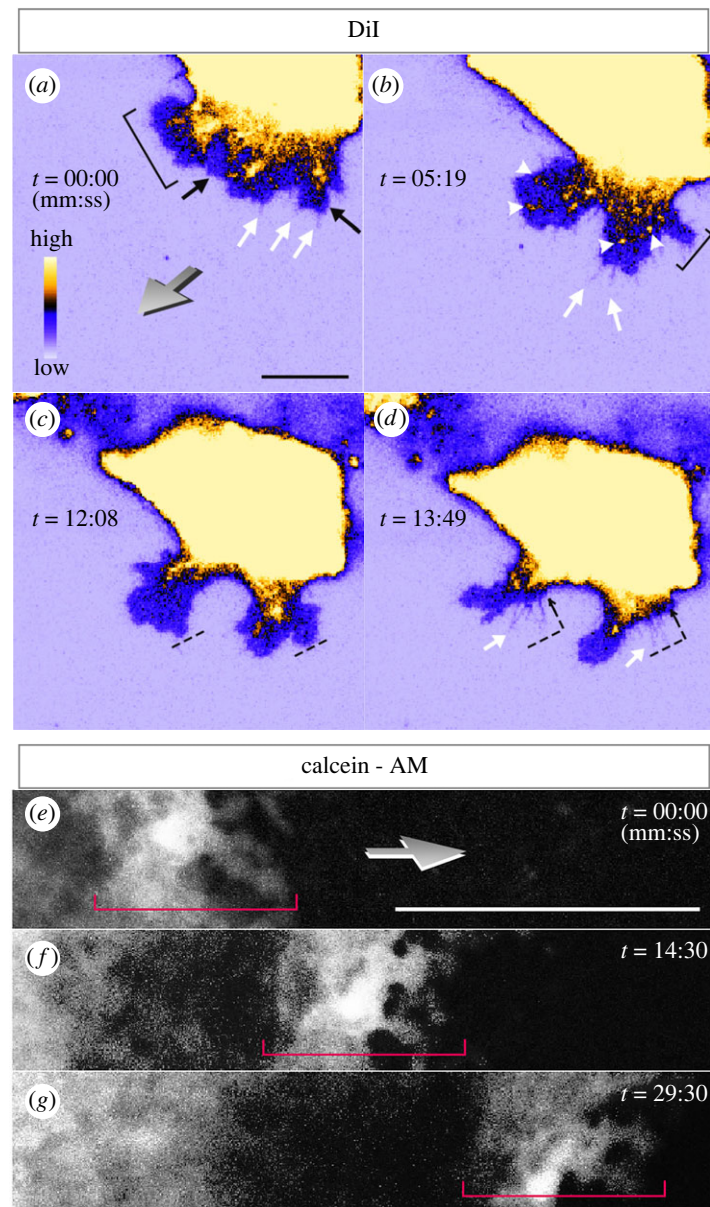 DiI
(a)
t = 00:00
(mm:ss)
high
low
(b)
t = 05:19
(c)
t = 12:08
(d)
t = 13:49
calcein - AM
(e)
t = 00:00
(mm:ss)
(f)
t = 14:30
(g)
t = 29:30